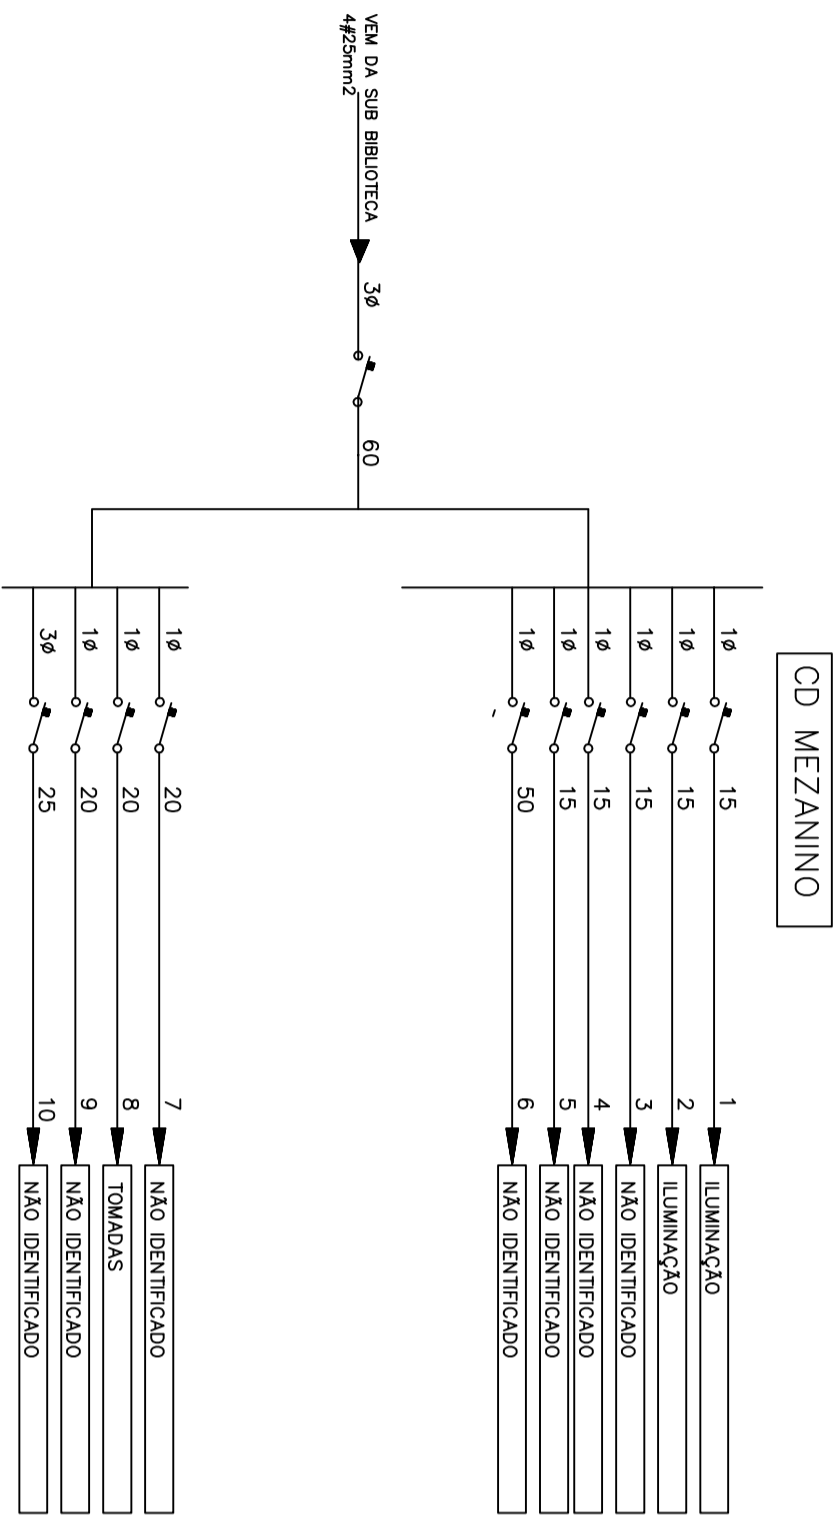 CD MEZANINO
VEM DA SUB BIBLIOTECA
4#25mm2
3ø
60
1ø 15 1 ILUMINAÇÃO
1ø 15 2 ILUMINAÇÃO
1ø 15 3 NÃO IDENTIFICADO
1ø 15 4 NÃO IDENTIFICADO
1ø 15 5 NÃO IDENTIFICADO
1ø 50 6 NÃO IDENTIFICADO
1ø 20 7 NÃO IDENTIFICADO
1ø 20 8 TOMADAS
1ø 20 9 NÃO IDENTIFICADO
3ø 25 10 NÃO IDENTIFICADO